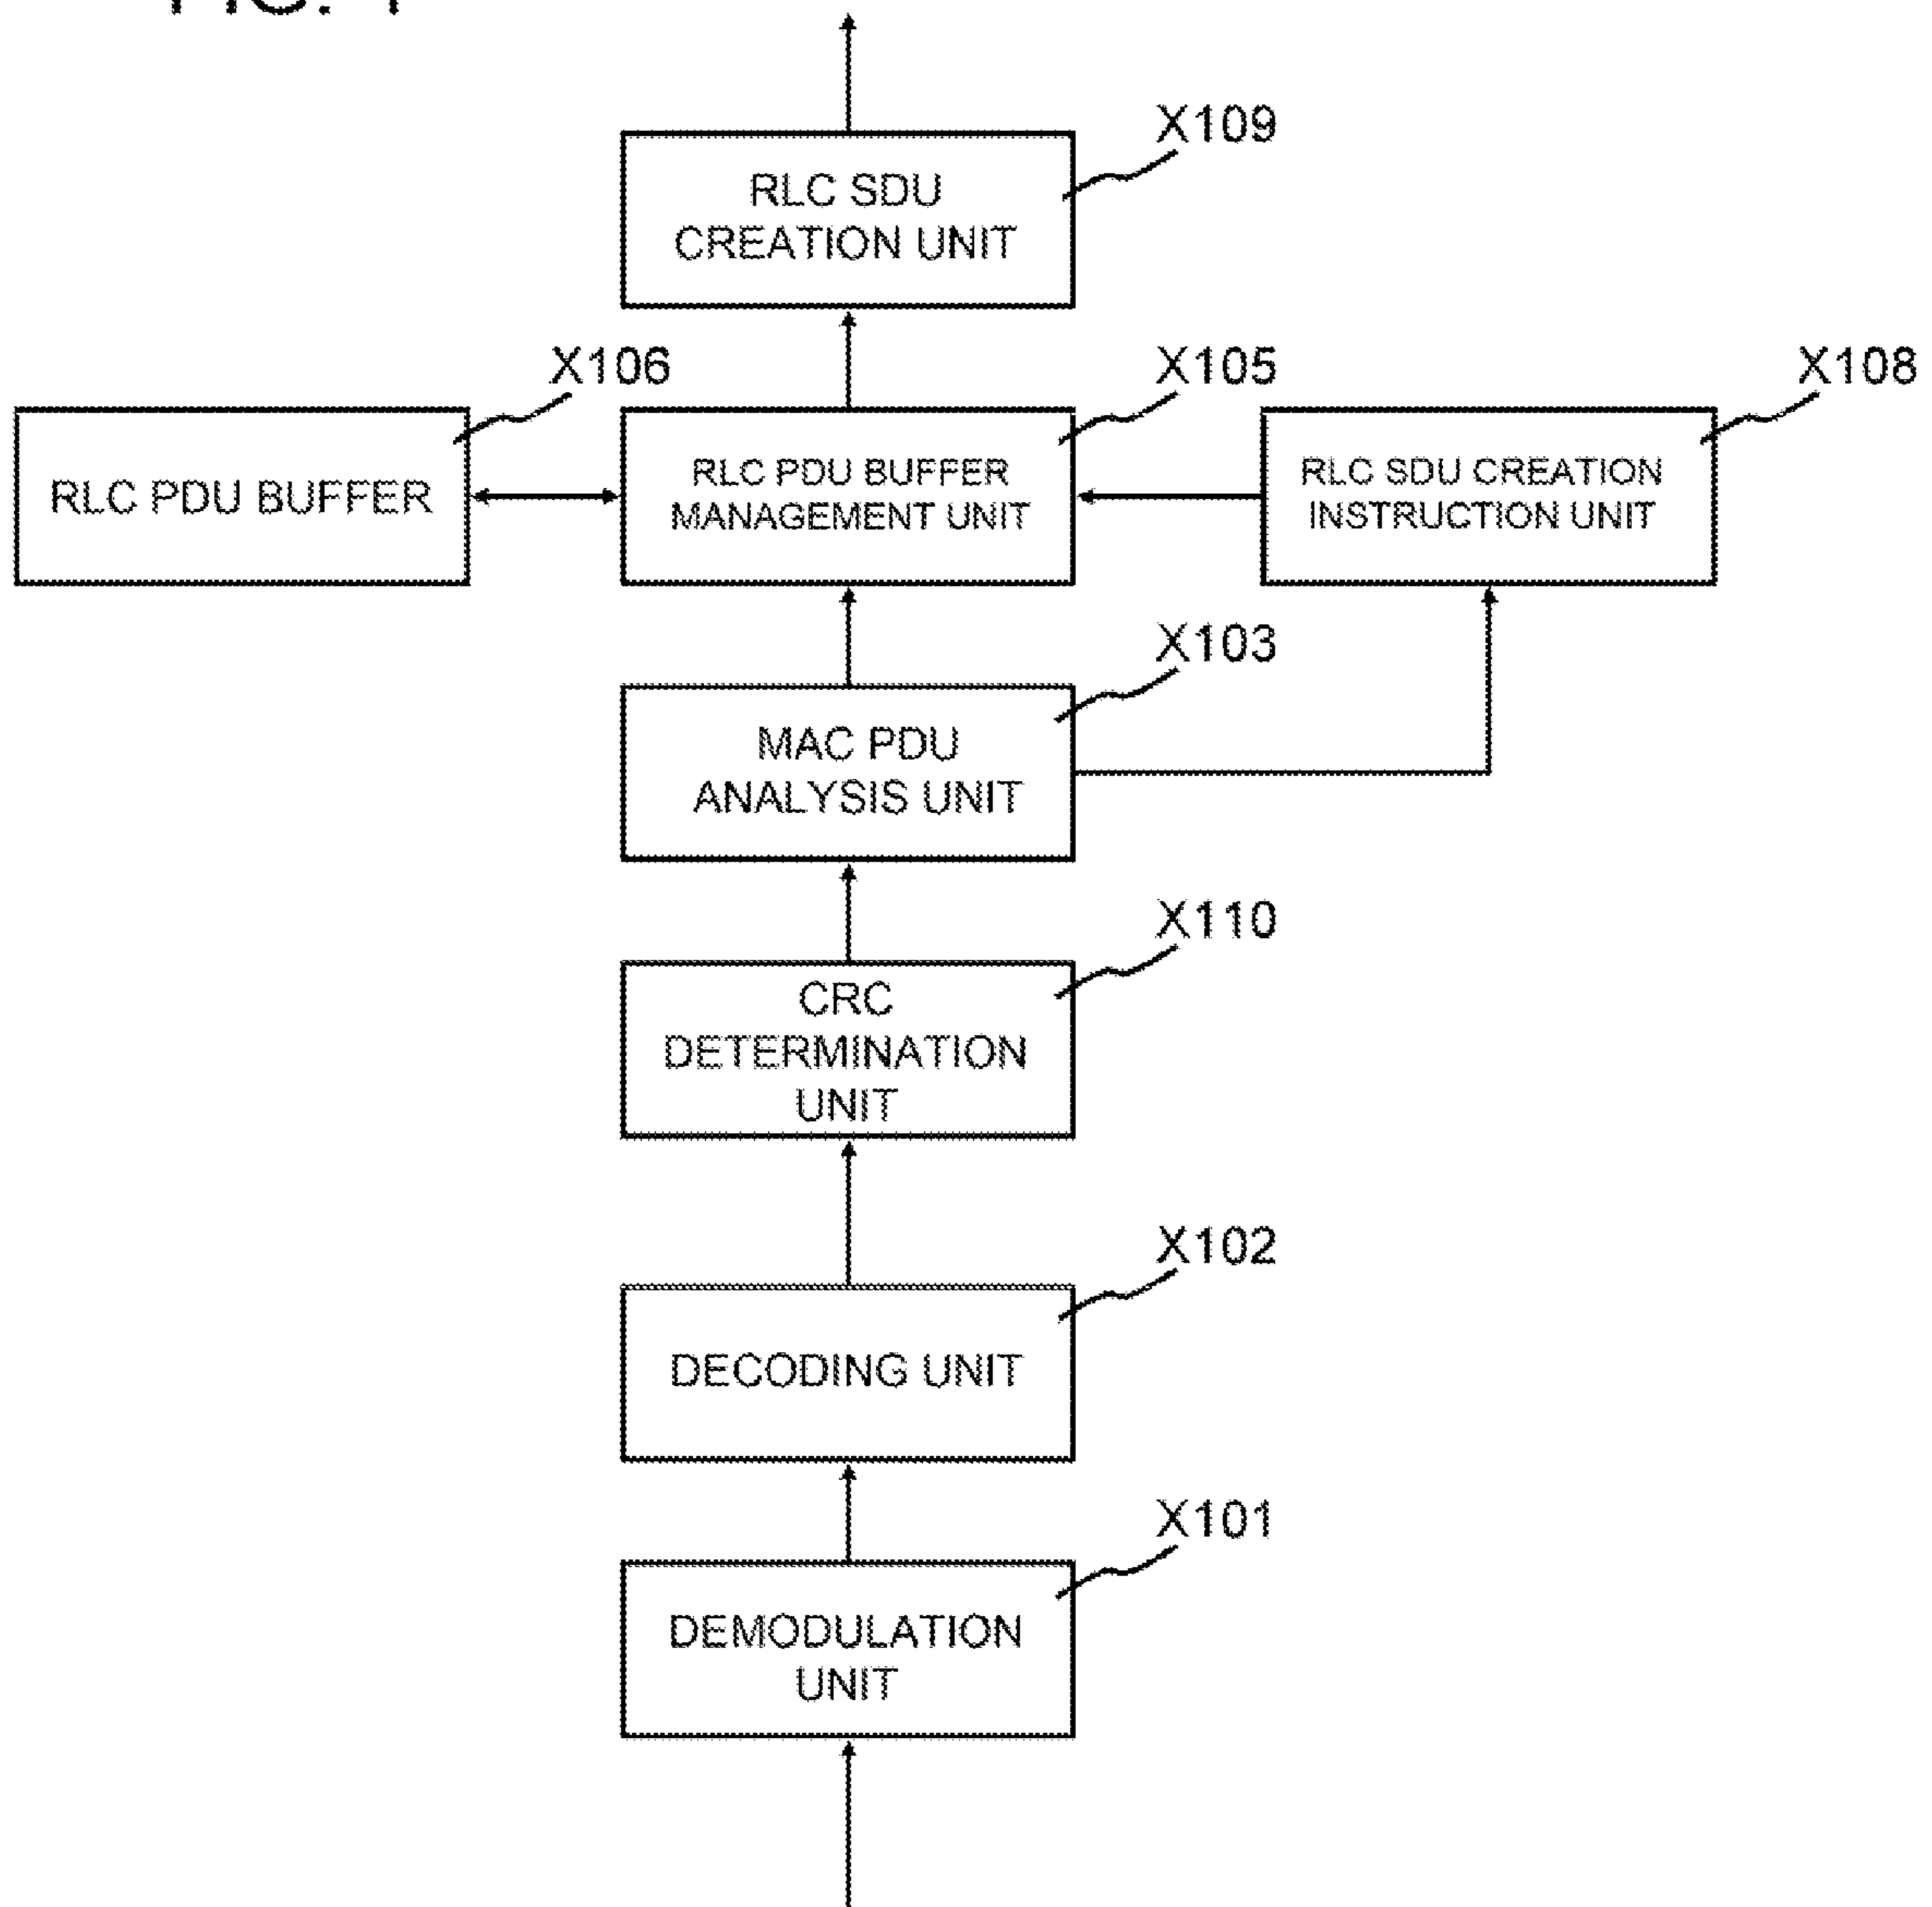 X109
RLC SDU
CREATION UNIT
X106
X105
X108
RLC PDU BUFFER
RLC PDU BUFFER
MANAGEMENT UNIT
RLC SDU CREATION
INSTRUCTION UNIT
X103
MAC PDU
ANALYSIS UNIT
X110
CRC
DETERMINATION
UNIT
X102
DECODING UNIT
X101
DEMODULATION
UNIT